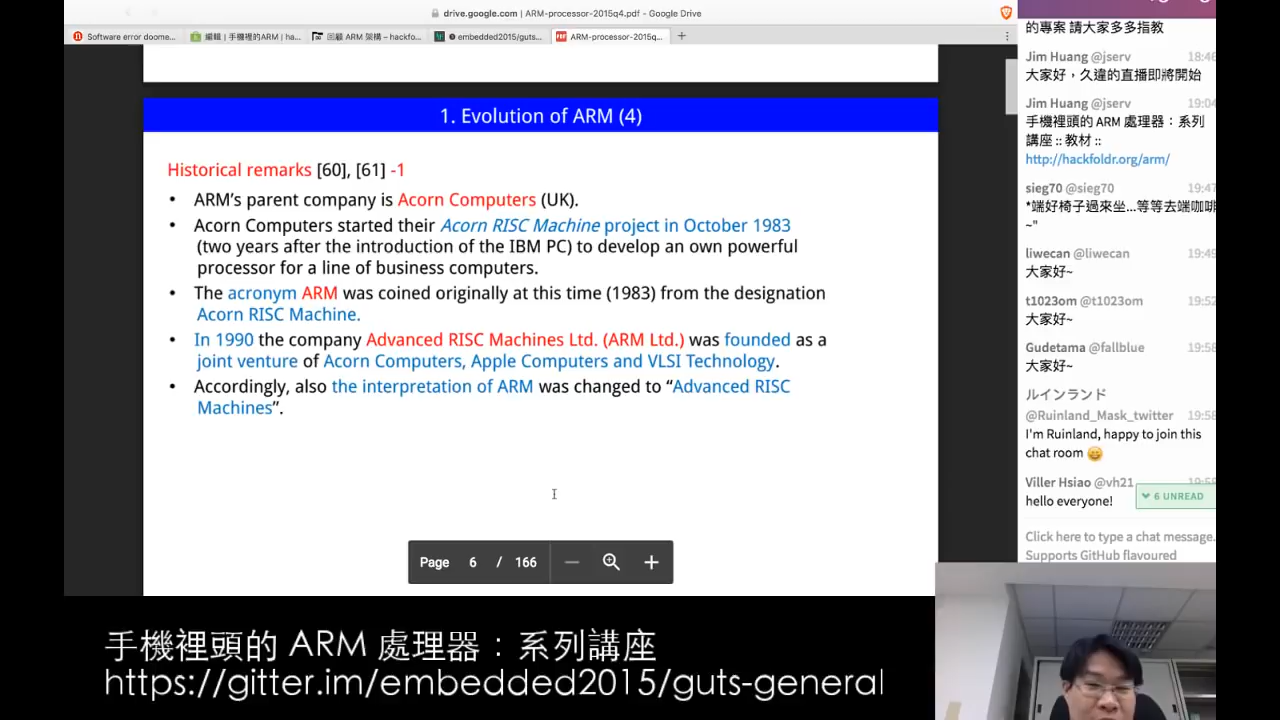 drive.google.com | ARM-processor-2015q4.pdf - Google Drive
Software error doome...
編輯 | 手機裡的ARM | ha...
回顧 ARM 架構 – hackfo...
embedded2015/guts...
ARM-processor-2015q...
1. Evolution of ARM (4)
Historical remarks [60], [61] -1
• ARM's parent company is Acorn Computers (UK).
• Acorn Computers started their Acorn RISC Machine project in October 1983
(two years after the introduction of the IBM PC) to develop an own powerful
processor for a line of business computers.
• The acronym ARM was coined originally at this time (1983) from the designation
Acorn RISC Machine.
• In 1990 the company Advanced RISC Machines Ltd. (ARM Ltd.) was founded as a
joint venture of Acorn Computers, Apple Computers and VLSI Technology.
• Accordingly, also the interpretation of ARM was changed to “Advanced RISC
Machines”.
Page 6 / 166
的專案 請大家多多指教
Jim Huang @jserv 18:46
大家好，久違的直播即將開始
Jim Huang @jserv 19:04
手機裡頭的 ARM 處理器：系列
講座 :: 教材 ::
http://hackfoldr.org/arm/
sieg70 @sieg70 19:47
*端好椅子過來坐...等等去端咖啡
~"
liwecan @liwecan 19:49
大家好~
t1023om @t1023om 19:52
大家好~
Gudetama @fallblue 19:58
大家好~
ルインランド
@Ruinland_Mask_twitter 19:58
I'm Ruinland, happy to join this
chat room
Viller Hsiao @vh21
hello everyone!
6 UNREAD
Click here to type a chat message.
Supports GitHub flavoured
手機裡頭的 ARM 處理器：系列講座
https://gitter.im/embedded2015/guts-general